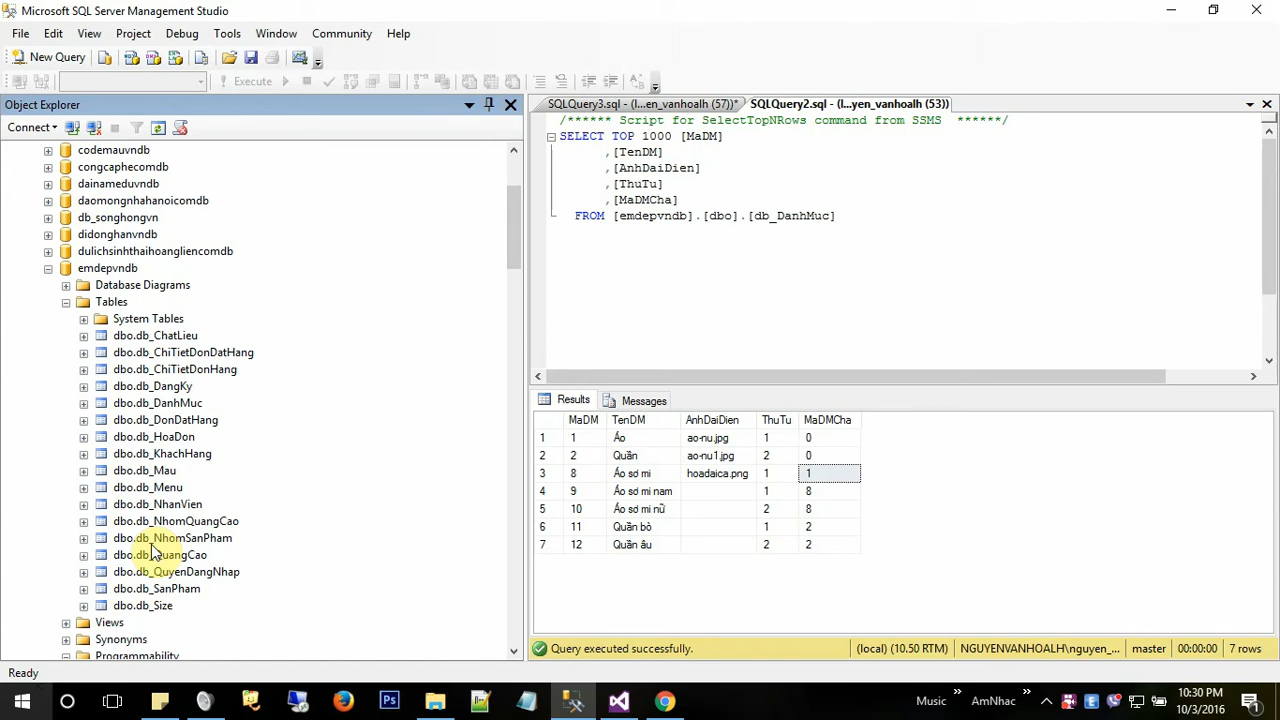 Microsoft SQL Server Management Studio
File Edit View Project Debug Tools Window Community Help
New Query
Execute
Object Explorer
SQLQuery3.sql - (l...en_vanhoalh (57))*
SQLQuery2.sql - (l...yen_vanhoalh (53))
Connect
codemauvndb
congcaphecomdb
dainameduvndb
daomongnhahanoicomdb
db_songhongvn
didonghanvndb
dulichsinhthaihoangliencomdb
emdepvndb
Database Diagrams
Tables
System Tables
dbo.db_ChatLieu
dbo.db_ChiTietDonDatHang
dbo.db_ChiTietDonHang
dbo.db_DangKy
dbo.db_DanhMuc
dbo.db_DonDatHang
dbo.db_HoaDon
dbo.db_KhachHang
dbo.db_Mau
dbo.db_Menu
dbo.db_NhanVien
dbo.db_NhomQuangCao
dbo.db_NhomSanPham
dbo.db_QuangCao
dbo.db_QuyenDangNhap
dbo.db_SanPham
dbo.db_Size
Views
Synonyms
Programmability
/****** Script for SelectTopNRows command from SSMS ******/
SELECT TOP 1000 [MaDM]
,[TenDM]
,[AnhDaiDien]
,[ThuTu]
,[MaDMCha]
FROM [emdepvndb].[dbo].[db_DanhMuc]
Results Messages
MaDM TenDM AnhDaiDien ThuTu MaDMCha
1 1 Áo ao-nu.jpg 1 0
2 2 Quần ao-nu1.jpg 2 0
3 8 Áo sơ mi hoadaica.png 1 1
4 9 Áo sơ mi nam 1 8
5 10 Áo sơ mi nữ 2 8
6 11 Quần bò 1 2
7 12 Quần âu 2 2
Query executed successfully. (local) (10.50 RTM) NGUYENVANHOALH\nguyen_... master 00:00:00 7 rows
Ready
Music » AmNhac »
10:30 PM
10/3/2016